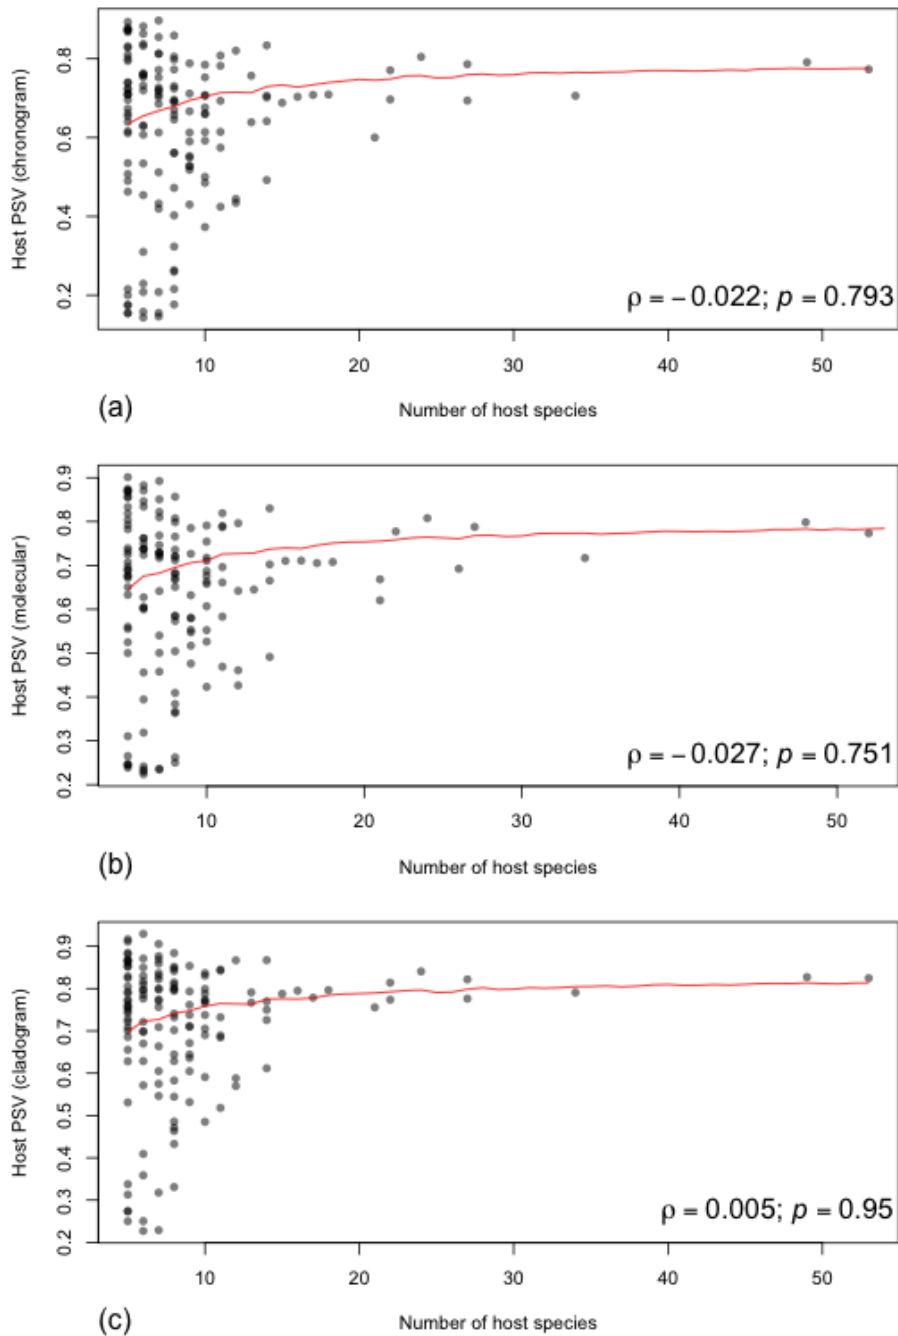 Host PSV (chronogram)
0.8
0.6
0.4
0.2
ρ = − 0.022; p = 0.793
10 20 30 40 50
(a)
Number of host species
Host PSV (molecular)
0.9
0.8
0.7
0.6
0.5
0.4
0.3
0.2
ρ = − 0.027; p = 0.751
10 20 30 40 50
(b)
Number of host species
Host PSV (cladogram)
0.9
0.8
0.7
0.6
0.5
0.4
0.3
0.2
ρ = 0.005; p = 0.95
10 20 30 40 50
(c)
Number of host species